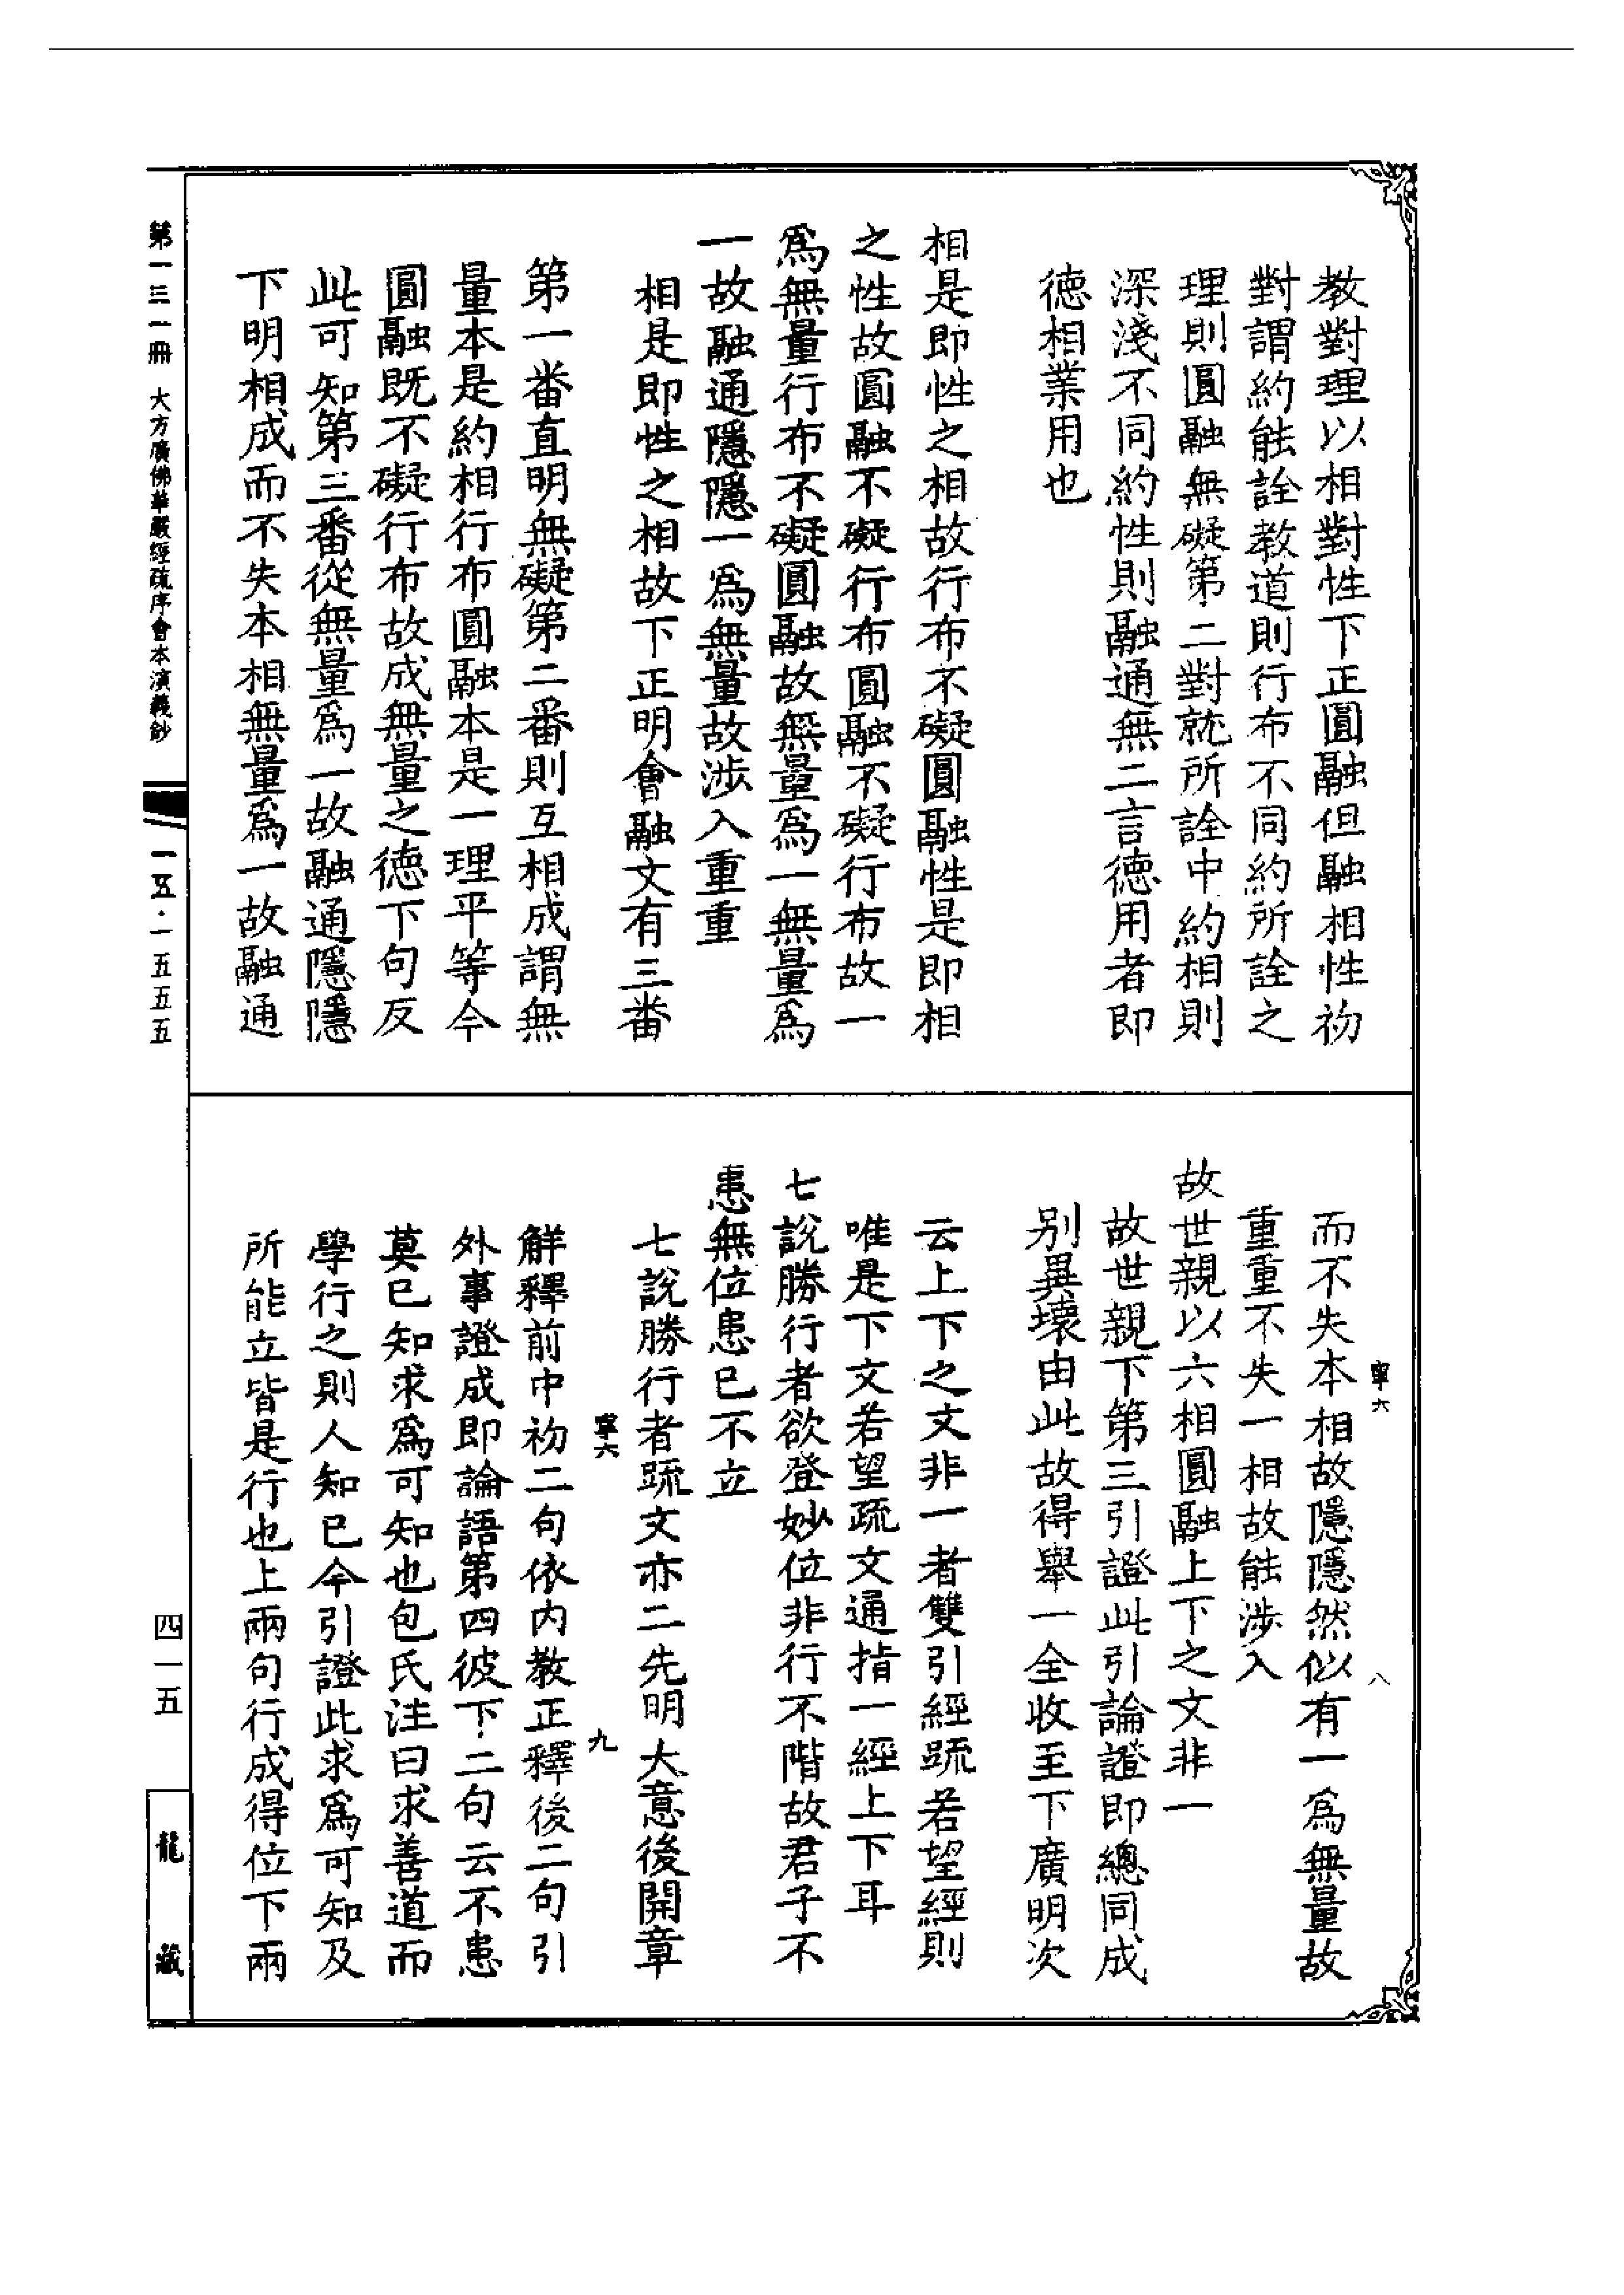 教對理以相對性下正圓融但融相性初
對謂約能詮教道則行布不同約所詮之
理則圓融無礙第二對就所詮中約相則
深淺不同約性則融通無二言德用者即
德相業用也
相是即性之相故行布不礙圓融性是即相
之性故圓融不礙行布圓融不礙行布故一
爲無量行布不礙圓融故無量爲一無量爲
一故融通隱隱一爲無量故涉入重重
相是即性之相故下正明會融文有三番
第一番直明無礙第二番則互相成謂無
量本是約相行布圓融本是一理平等今
圓融既不礙行布故成無量之德下句反
此可知第三番從無量爲一故融通隱隱
下明相成而不失本相無量爲一故融通
而不失本相故隱隱然似有一爲無量故
重重不失一相故能涉入
故世親以六相圓融上下之文非一
故世親下第三引證此引論證即總同成
别異壞由此故得舉一全收至下廣明次
云上下之文非一者雙引經䟽若望經則
唯是下文若望䟽文通指一經上下耳
七說勝行者欲登妙位非行不階故君子不
患無位患已不立
七說勝行者䟽文亦二先明大意後開章
解釋前中初二句依內教正釋後二句引
外事證成即論語第四彼下二句云不患
莫已知求爲可知也包氏注曰求善道而
學行之則人知已今引證此求爲可知及
所能立皆是行也上兩句行成得位下兩
寧六
八
寧六
九
第一三一冊 大方廣佛華嚴經疏序會本演義鈔
一五·一五五五
四一五
龍藏